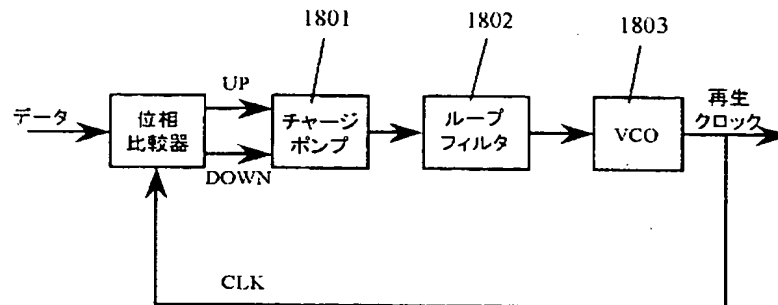 1801
1802
1803
UP
データ
位相
比較器
チャージ
ポンプ
ループ
フィルタ
VCO
再生
クロック
DOWN
CLK